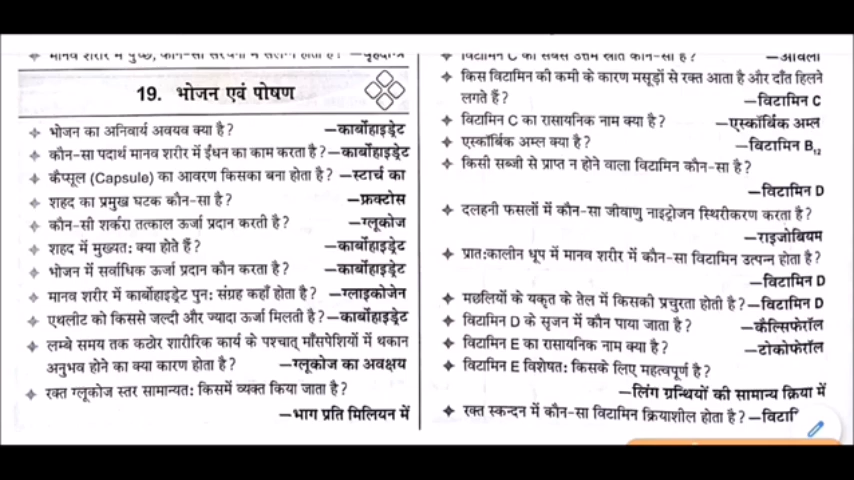 19. भोजन एवं पोषण
✦ भोजन का अनिवार्य अवयव क्या है? —कार्बोहाइड्रेट
✦ कौन-सा पदार्थ मानव शरीर में ईंधन का काम करता है? —कार्बोहाइड्रेट
✦ कैप्सूल (Capsule) का आवरण किसका बना होता है? —स्टार्च का
✦ शहद का प्रमुख घटक कौन-सा है? —फ्रक्टोस
✦ कौन-सी शर्करा तत्काल ऊर्जा प्रदान करती है? —ग्लूकोज
✦ शहद में मुख्यत: क्या होते हैं? —कार्बोहाइड्रेट
✦ भोजन में सर्वाधिक ऊर्जा प्रदान कौन करता है? —कार्बोहाइड्रेट
✦ मानव शरीर में कार्बोहाइड्रेट पुन: संग्रह कहाँ होता है? —ग्लाइकोजेन
✦ एथलीट को किससे जल्दी और ज्यादा ऊर्जा मिलती है? —कार्बोहाइड्रेट
✦ लम्बे समय तक कठोर शारीरिक कार्य के पश्चात् माँसपेशियों में थकान
अनुभव होने का क्या कारण होता है? —ग्लूकोज का अवक्षय
✦ रक्त ग्लूकोज स्तर सामान्यत: किसमें व्यक्त किया जाता है?
—भाग प्रति मिलियन में
✦ विटामिन C का सबसे उत्तम स्रोत कौन-सा है? —आँवला
✦ किस विटामिन की कमी के कारण मसूड़ों से रक्त आता है और दाँत हिलने
लगते हैं? —विटामिन C
✦ विटामिन C का रासायनिक नाम क्या है? —एस्कॉर्बिक अम्ल
✦ एस्कॉर्बिक अम्ल क्या है? —विटामिन B₁₂
✦ किसी सब्जी से प्राप्त न होने वाला विटामिन कौन-सा है?
—विटामिन D
✦ दलहनी फसलों में कौन-सा जीवाणु नाइट्रोजन स्थिरीकरण करता है?
—राइजोबियम
✦ प्रात:कालीन धूप में मानव शरीर में कौन-सा विटामिन उत्पन्न होता है?
—विटामिन D
✦ मछलियों के यकृत के तेल में किसकी प्रचुरता होती है? —विटामिन D
✦ विटामिन D के सृजन में कौन पाया जाता है? —कैल्सिफेरॉल
✦ विटामिन E का रासायनिक नाम क्या है? —टोकोफेरॉल
✦ विटामिन E विशेषत: किसके लिए महत्वपूर्ण है?
—लिंग ग्रन्थियों की सामान्य क्रिया में
✦ रक्त स्कन्दन में कौन-सा विटामिन क्रियाशील होता है?